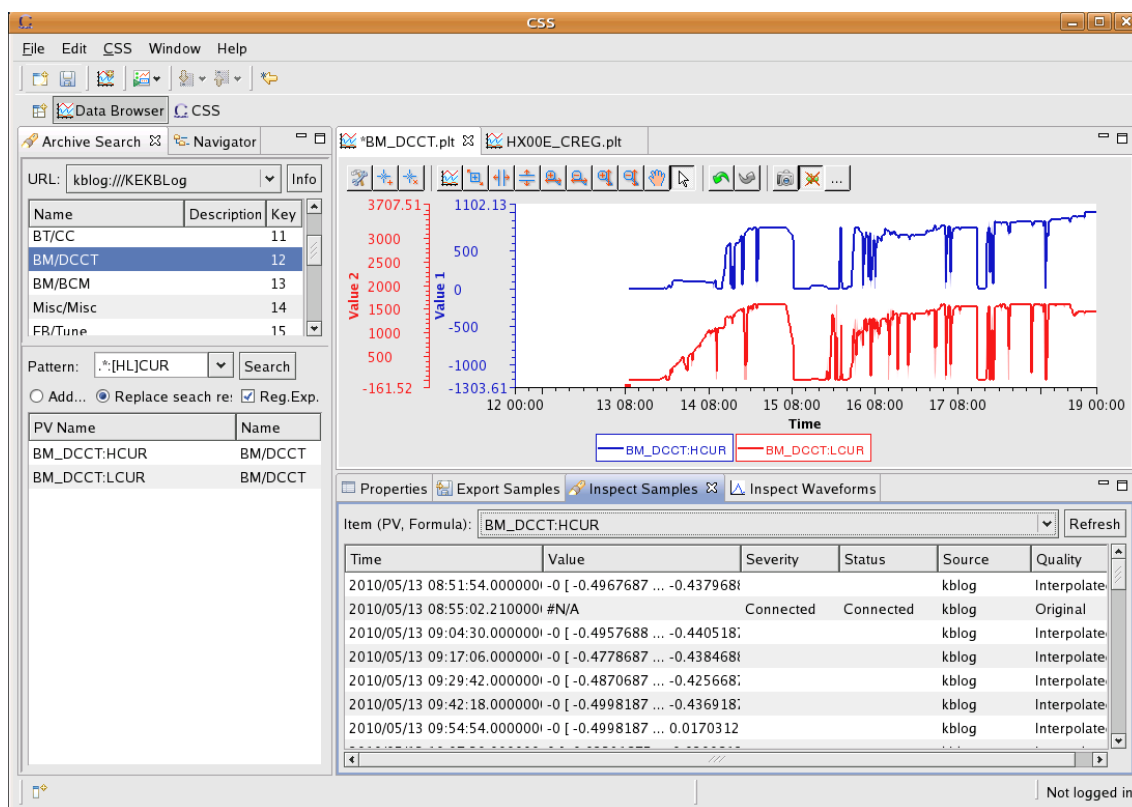 CSS
File Edit CSS Window Help
Data Browser CSS
Archive Search Navigator
URL: kblog:///KEKBLog Info
Name Description Key
BT/CC 11
BM/DCCT 12
BM/BCM 13
Misc/Misc 14
FB/Tune 15
Pattern: .*:[HL]CUR Search
Add... Replace seach re: Reg.Exp.
PV Name Name
BM_DCCT:HCUR BM/DCCT
BM_DCCT:LCUR BM/DCCT
*BM_DCCT.plt HX00E_CREG.plt
...
3707.51 1102.13
3000
2500 500
2000
1500 0
1000 -500
500 -1000
-161.52 -1303.61
Value 2 Value 1
12 00:00 13 08:00 14 08:00 15 08:00 16 08:00 17 08:00 19 00:00
Time
BM_DCCT:HCUR BM_DCCT:LCUR
Properties Export Samples Inspect Samples Inspect Waveforms
Item (PV, Formula): BM_DCCT:HCUR Refresh
Time Value Severity Status Source Quality
2010/05/13 08:51:54.000000( -0 [ -0.4967687 ... -0.4379688 kblog Interpolate
2010/05/13 08:55:02.210000( #N/A Connected Connected kblog Original
2010/05/13 09:04:30.000000( -0 [ -0.4957688 ... -0.4405187 kblog Interpolate
2010/05/13 09:17:06.000000( -0 [ -0.4778687 ... -0.4384688 kblog Interpolate
2010/05/13 09:29:42.000000( -0 [ -0.4870687 ... -0.4256687 kblog Interpolate
2010/05/13 09:42:18.000000( -0 [ -0.4998187 ... -0.4369187 kblog Interpolate
2010/05/13 09:54:54.000000( -0 [ -0.4998187 ... 0.0170312 kblog Interpolate
Not logged in